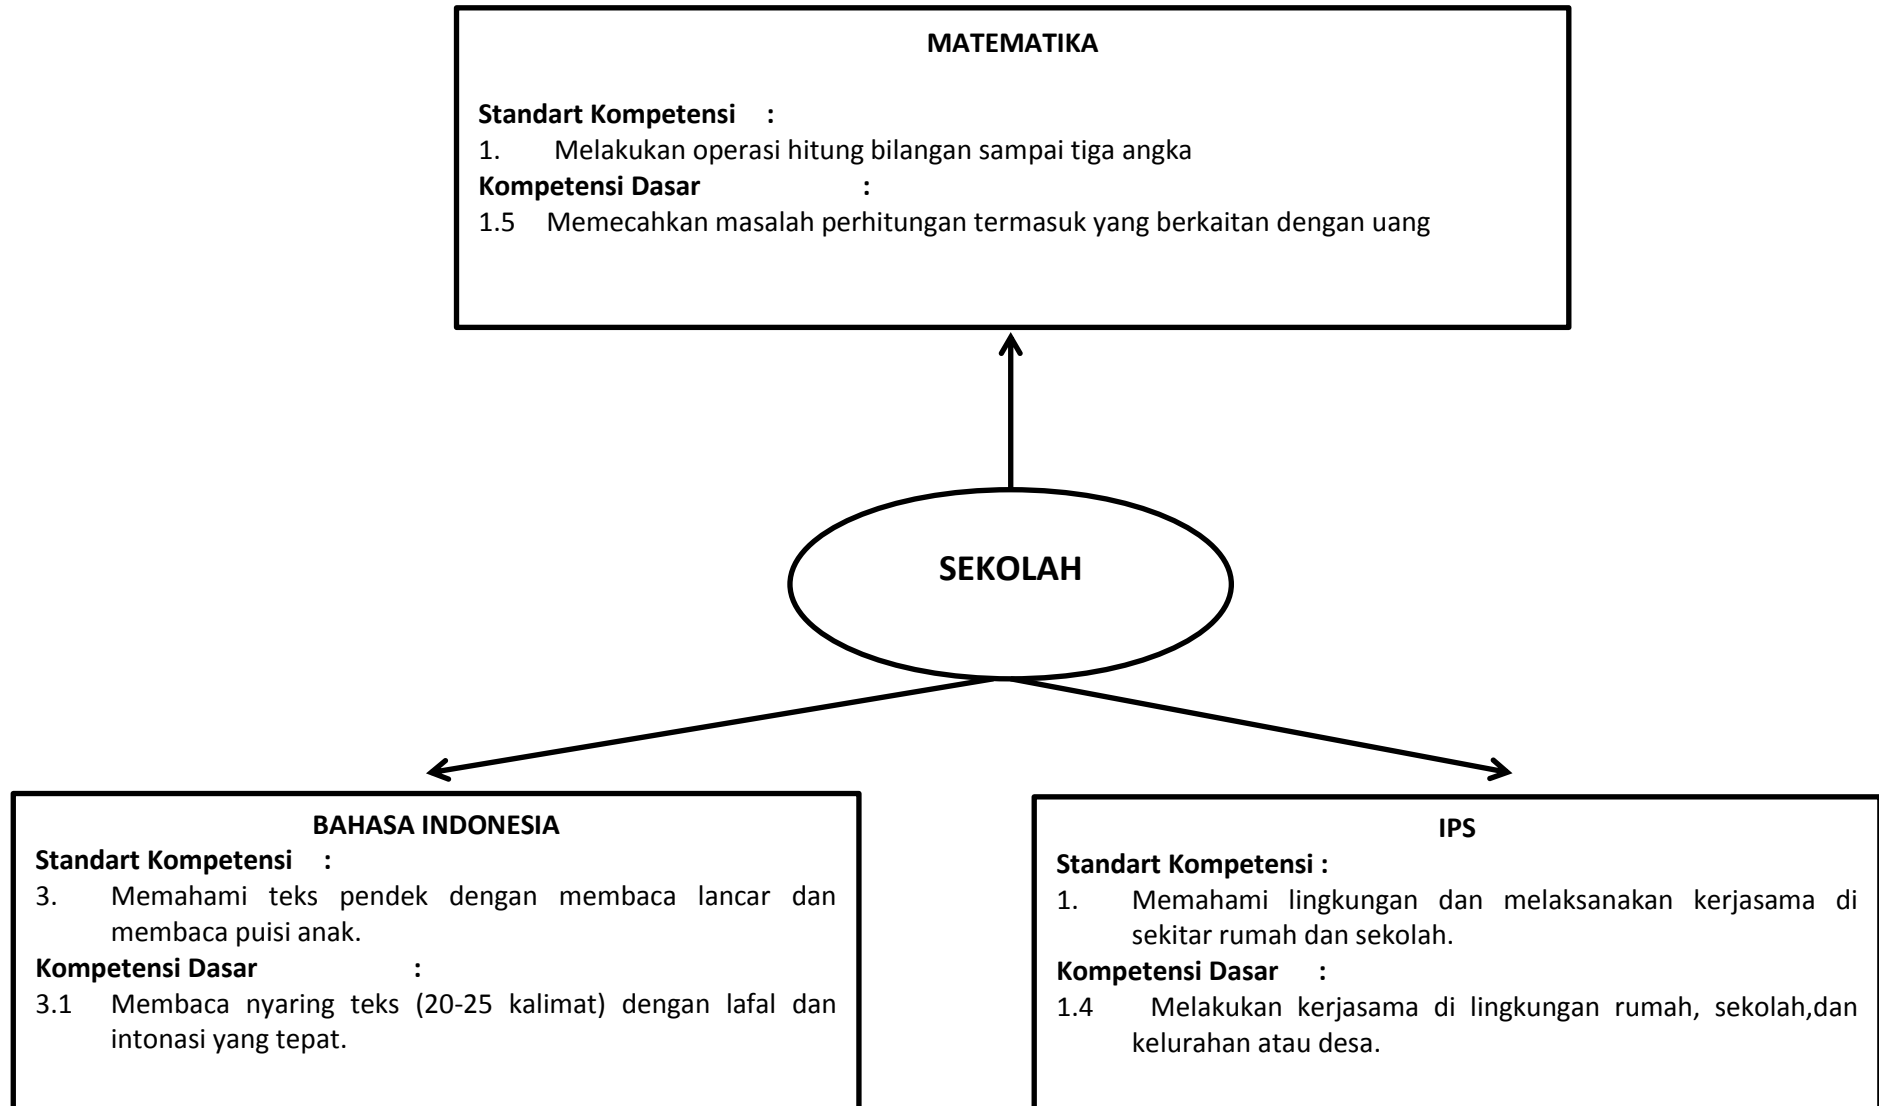 MATEMATIKA
Standart Kompetensi :
1. Melakukan operasi hitung bilangan sampai tiga angka
Kompetensi Dasar :
1.5 Memecahkan masalah perhitungan termasuk yang berkaitan dengan uang
SEKOLAH
BAHASA INDONESIA
Standart Kompetensi :
3. Memahami teks pendek dengan membaca lancar dan
membaca puisi anak.
Kompetensi Dasar :
3.1 Membaca nyaring teks (20-25 kalimat) dengan lafal dan
intonasi yang tepat.
IPS
Standart Kompetensi :
1. Memahami lingkungan dan melaksanakan kerjasama di
sekitar rumah dan sekolah.
Kompetensi Dasar :
1.4 Melakukan kerjasama di lingkungan rumah, sekolah,dan
kelurahan atau desa.